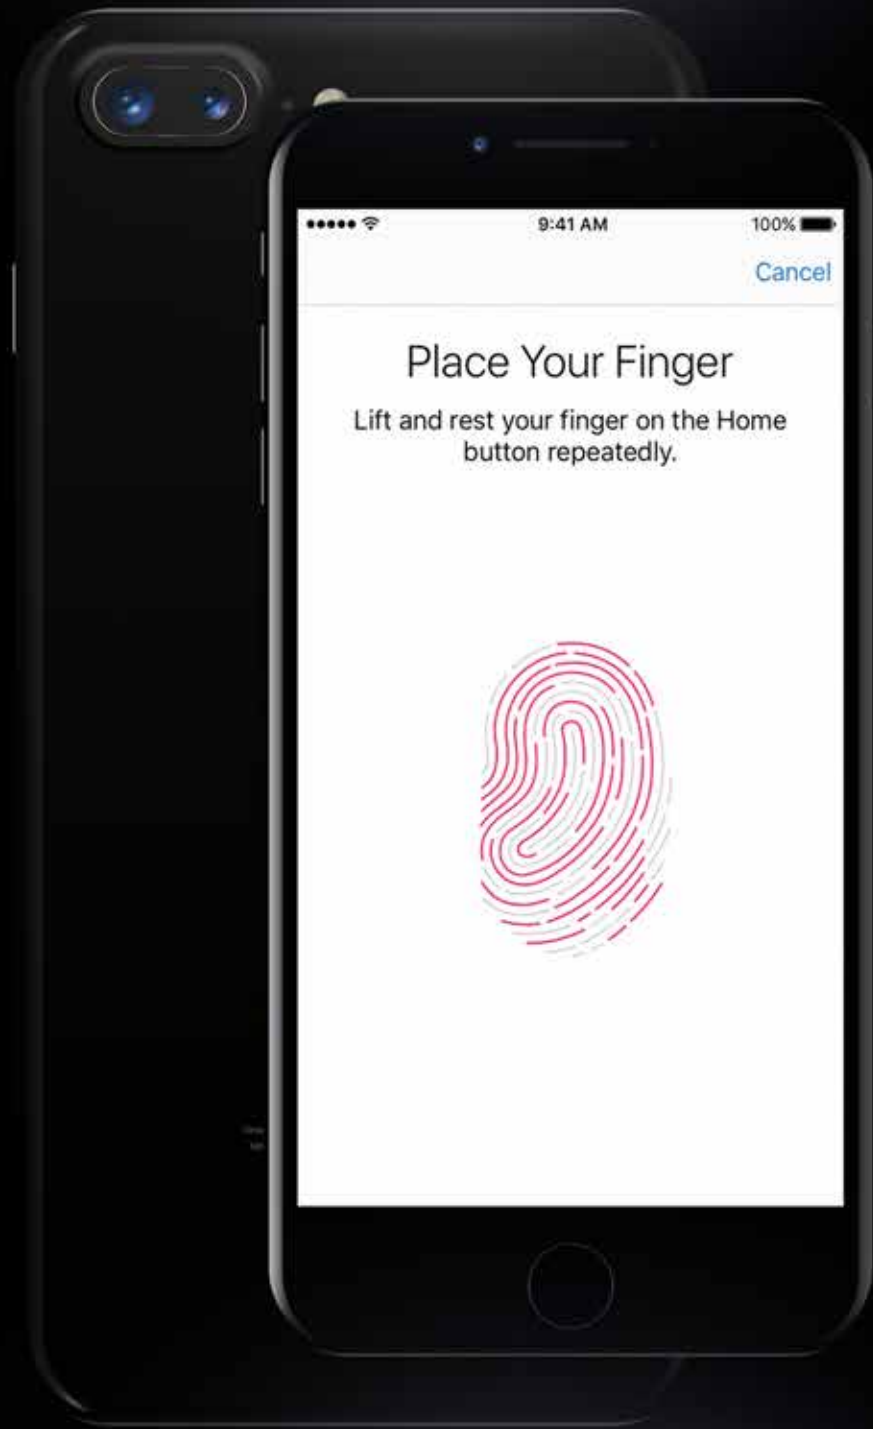 9:41 AM
100%
Cancel
Place Your Finger
Lift and rest your finger on the Home
button repeatedly.